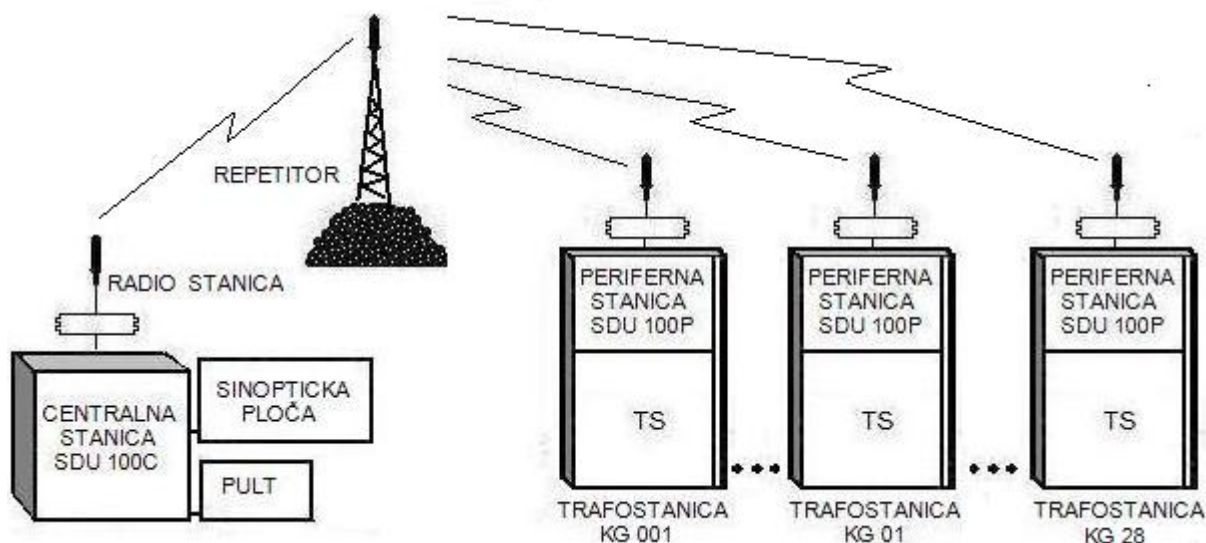 REPETITOR
RADIO STANICA
CENTRALNA
STANICA
SDU 100C
SINOPTICKA
PLOČA
PULT
PERIFERNA
STANICA
SDU 100P
TS
TRAFOSTANICA
KG 001
PERIFERNA
STANICA
SDU 100P
TS
TRAFOSTANICA
KG 01
PERIFERNA
STANICA
SDU 100P
TS
TRAFOSTANICA
KG 28